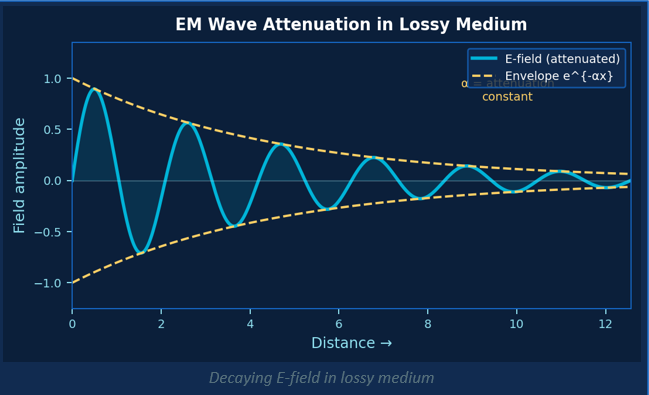 EM Wave Attenuation in Lossy Medium
E-field (attenuated)
Envelope e^{-αx}
α = attenuation
constant
Field amplitude
1.0
0.5
0.0
−0.5
−1.0
0 2 4 6 8 10 12
Distance →
Decaying E-field in lossy medium